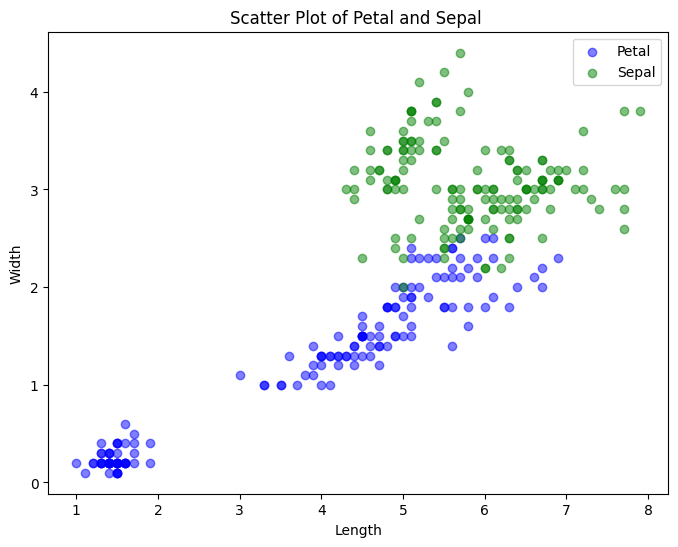 Scatter Plot of Petal and Sepal
Petal
Sepal
4
3
2
1
0
Width
1 2 3 4 5 6 7 8
Length